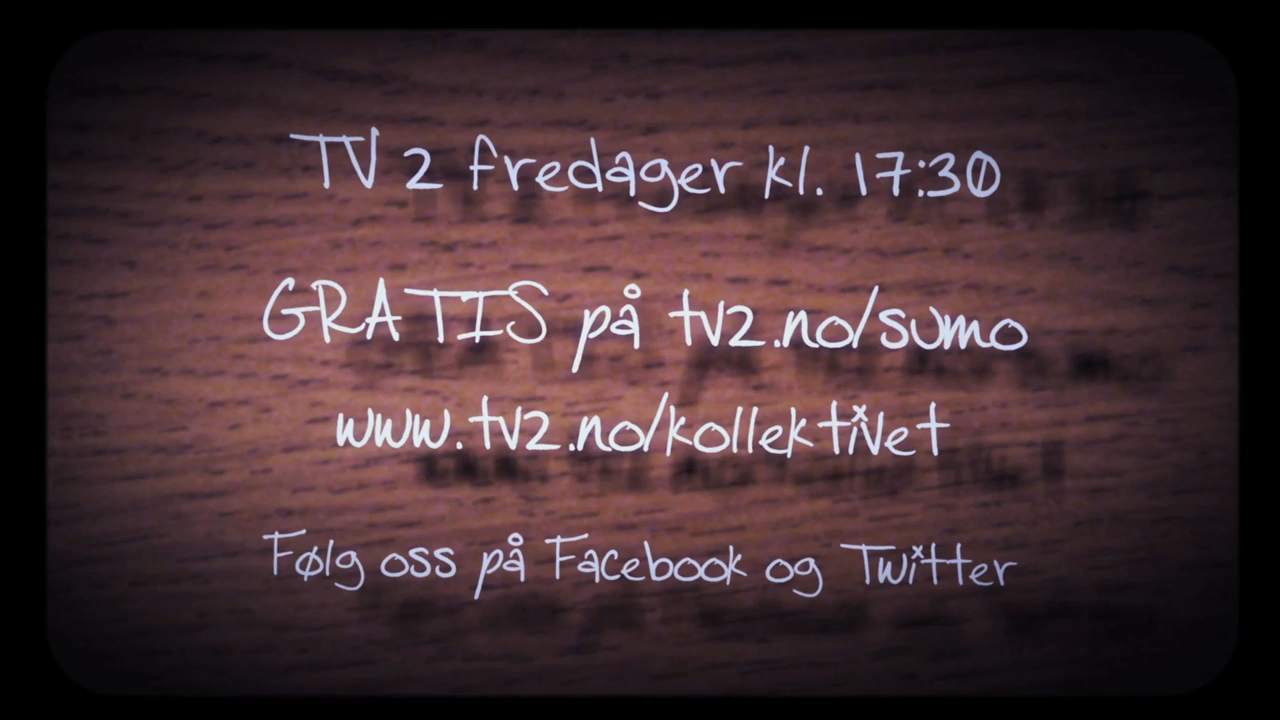 TV 2 fredager kl. 17:30
GRATIS på tv2.no/sumo
www.tv2.no/kollektivet
Følg oss på Facebook og Twitter